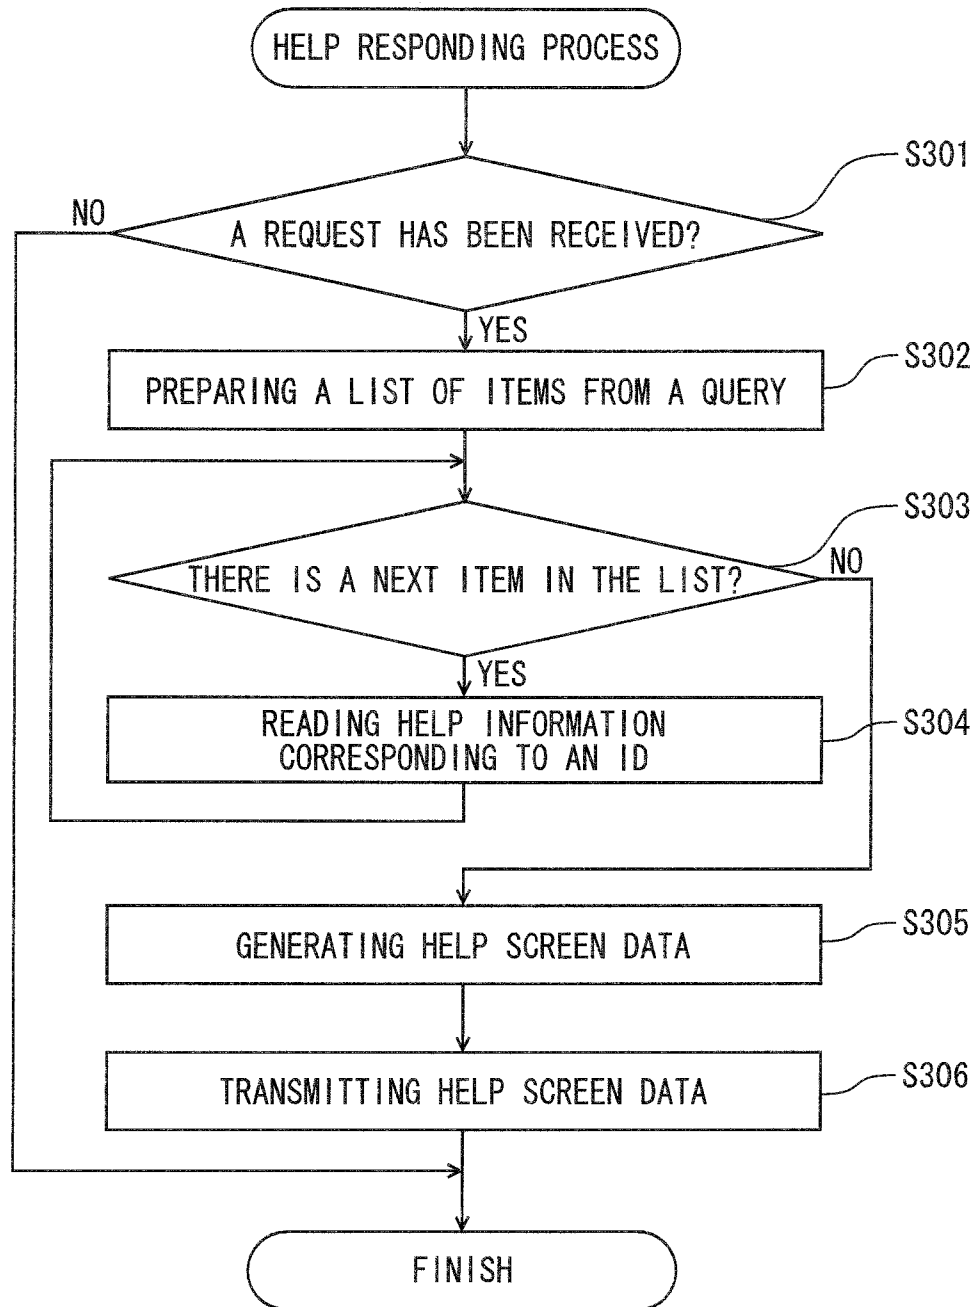 HELP RESPONDING PROCESS
S301
NO
A REQUEST HAS BEEN RECEIVED?
YES
S302
PREPARING A LIST OF ITEMS FROM A QUERY
S303
THERE IS A NEXT ITEM IN THE LIST?
NO
YES
READING HELP INFORMATION
CORRESPONDING TO AN ID
S304
S305
GENERATING HELP SCREEN DATA
S306
TRANSMITTING HELP SCREEN DATA
FINISH